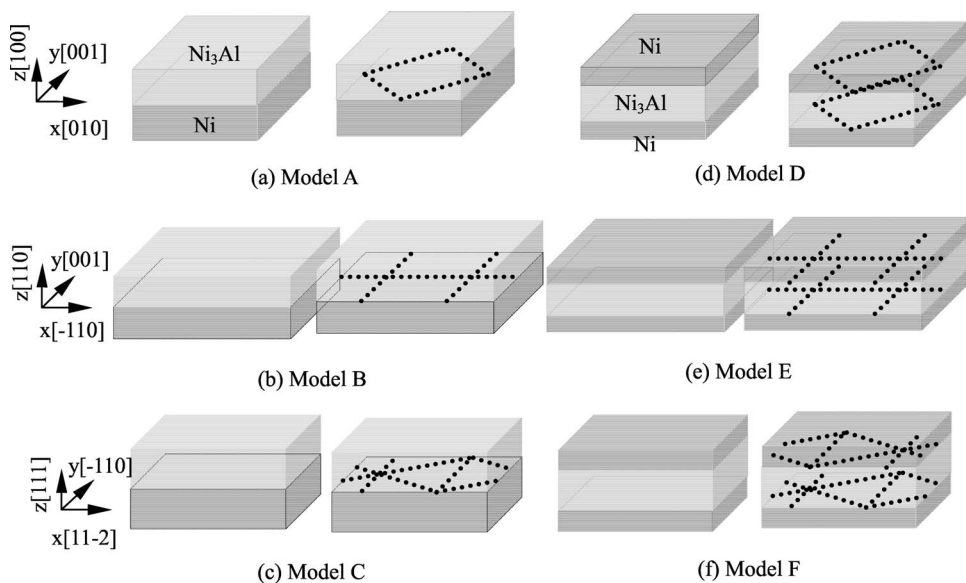 z[100]
y[001]
x[010]
Ni₃Al
Ni
(a) Model A
Ni
Ni₃Al
Ni
(d) Model D
z[110]
y[001]
x[-110]
(b) Model B
(e) Model E
z[111]
y[-110]
x[11-2]
(c) Model C
(f) Model F